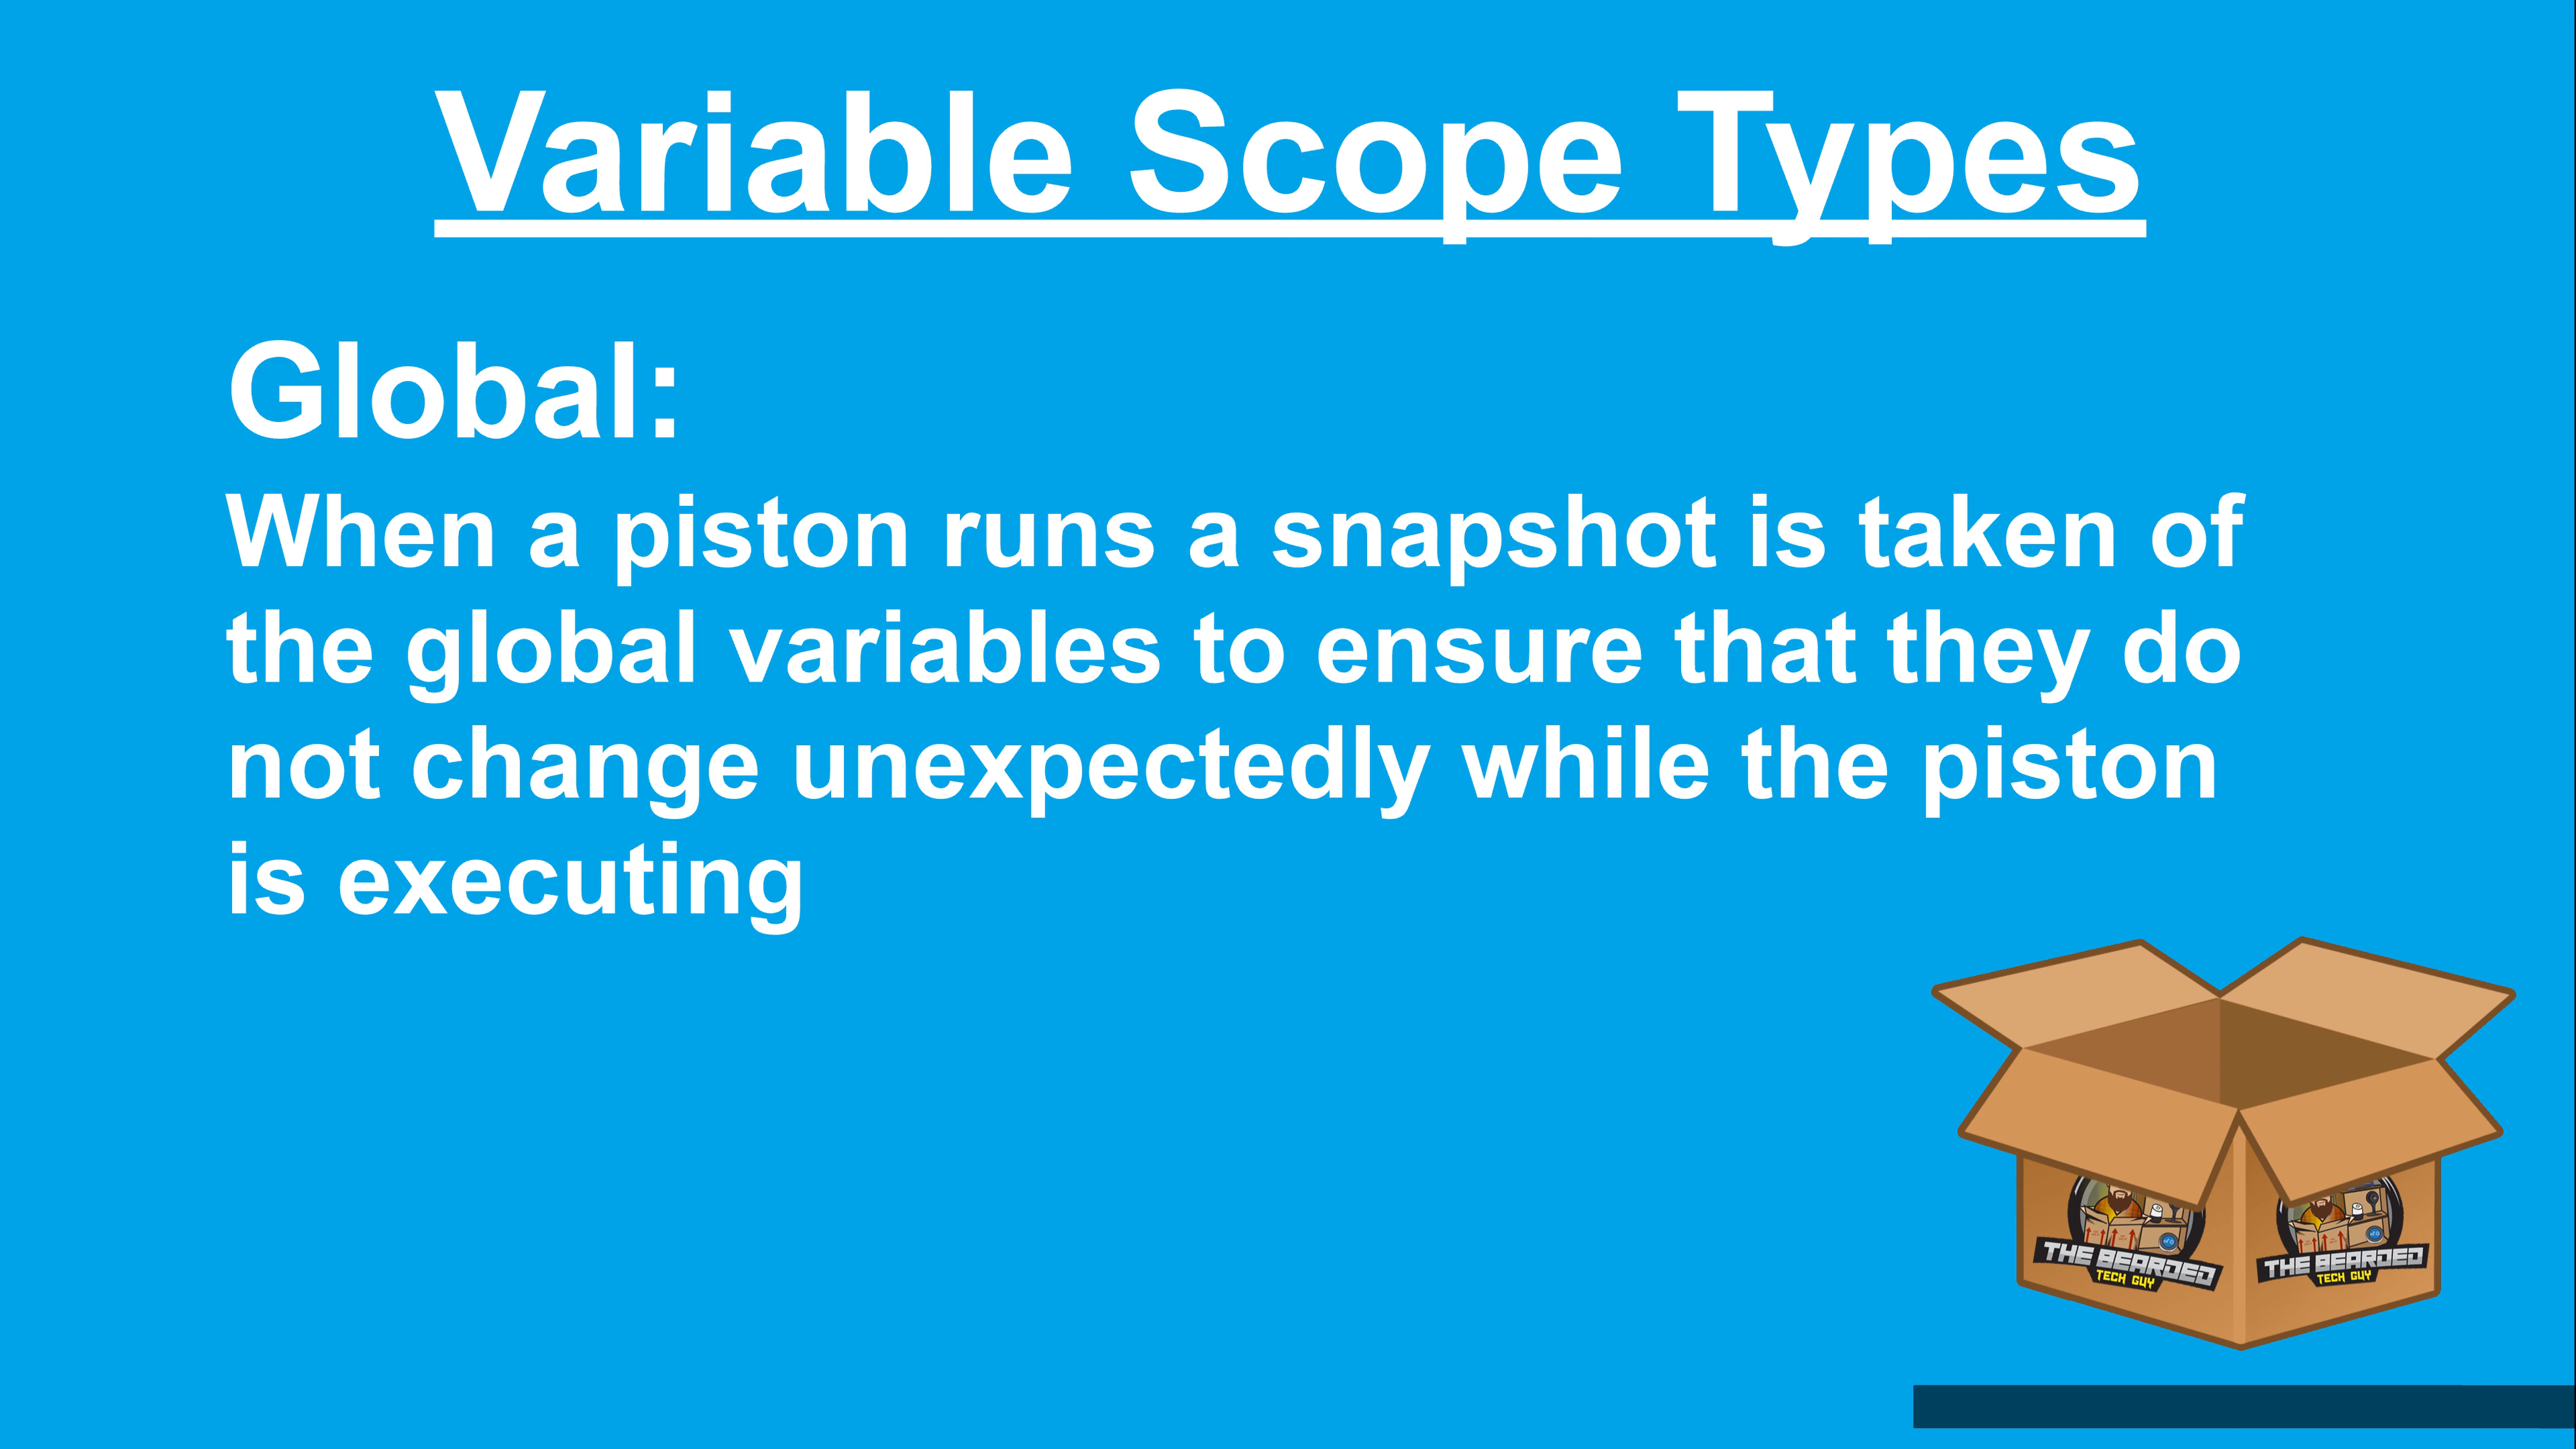 Variable Scope Types
Global:
When a piston runs a snapshot is taken of
the global variables to ensure that they do
not change unexpectedly while the piston
is executing
THE BEARDED
TECH GUY
THE BEARDED
TECH GUY